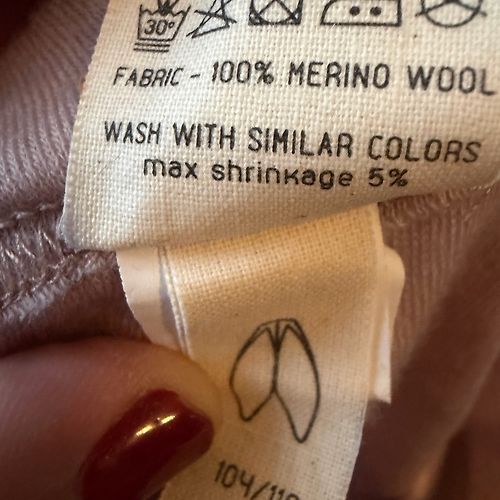 30°
FABRIC - 100% MERINO WOOL
WASH WITH SIMILAR COLORS
max shrinkage 5%